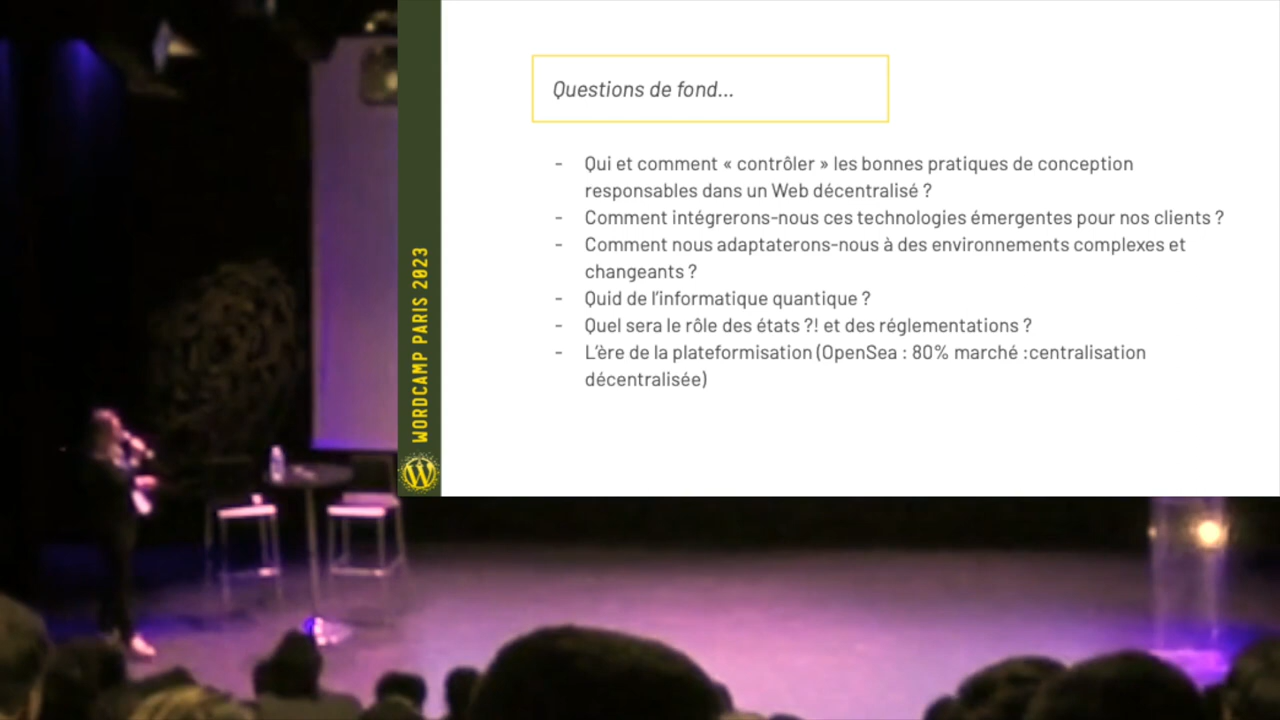 Questions de fond...
- Qui et comment « contrôler » les bonnes pratiques de conception
responsables dans un Web décentralisé ?
- Comment intégrerons-nous ces technologies émergentes pour nos clients ?
- Comment nous adaptaterons-nous à des environnements complexes et
changeants ?
- Quid de l'informatique quantique ?
- Quel sera le rôle des états ?! et des réglementations ?
- L'ère de la plateformisation (OpenSea : 80% marché :centralisation
décentralisée)
WORDCAMP PARIS 2023
W